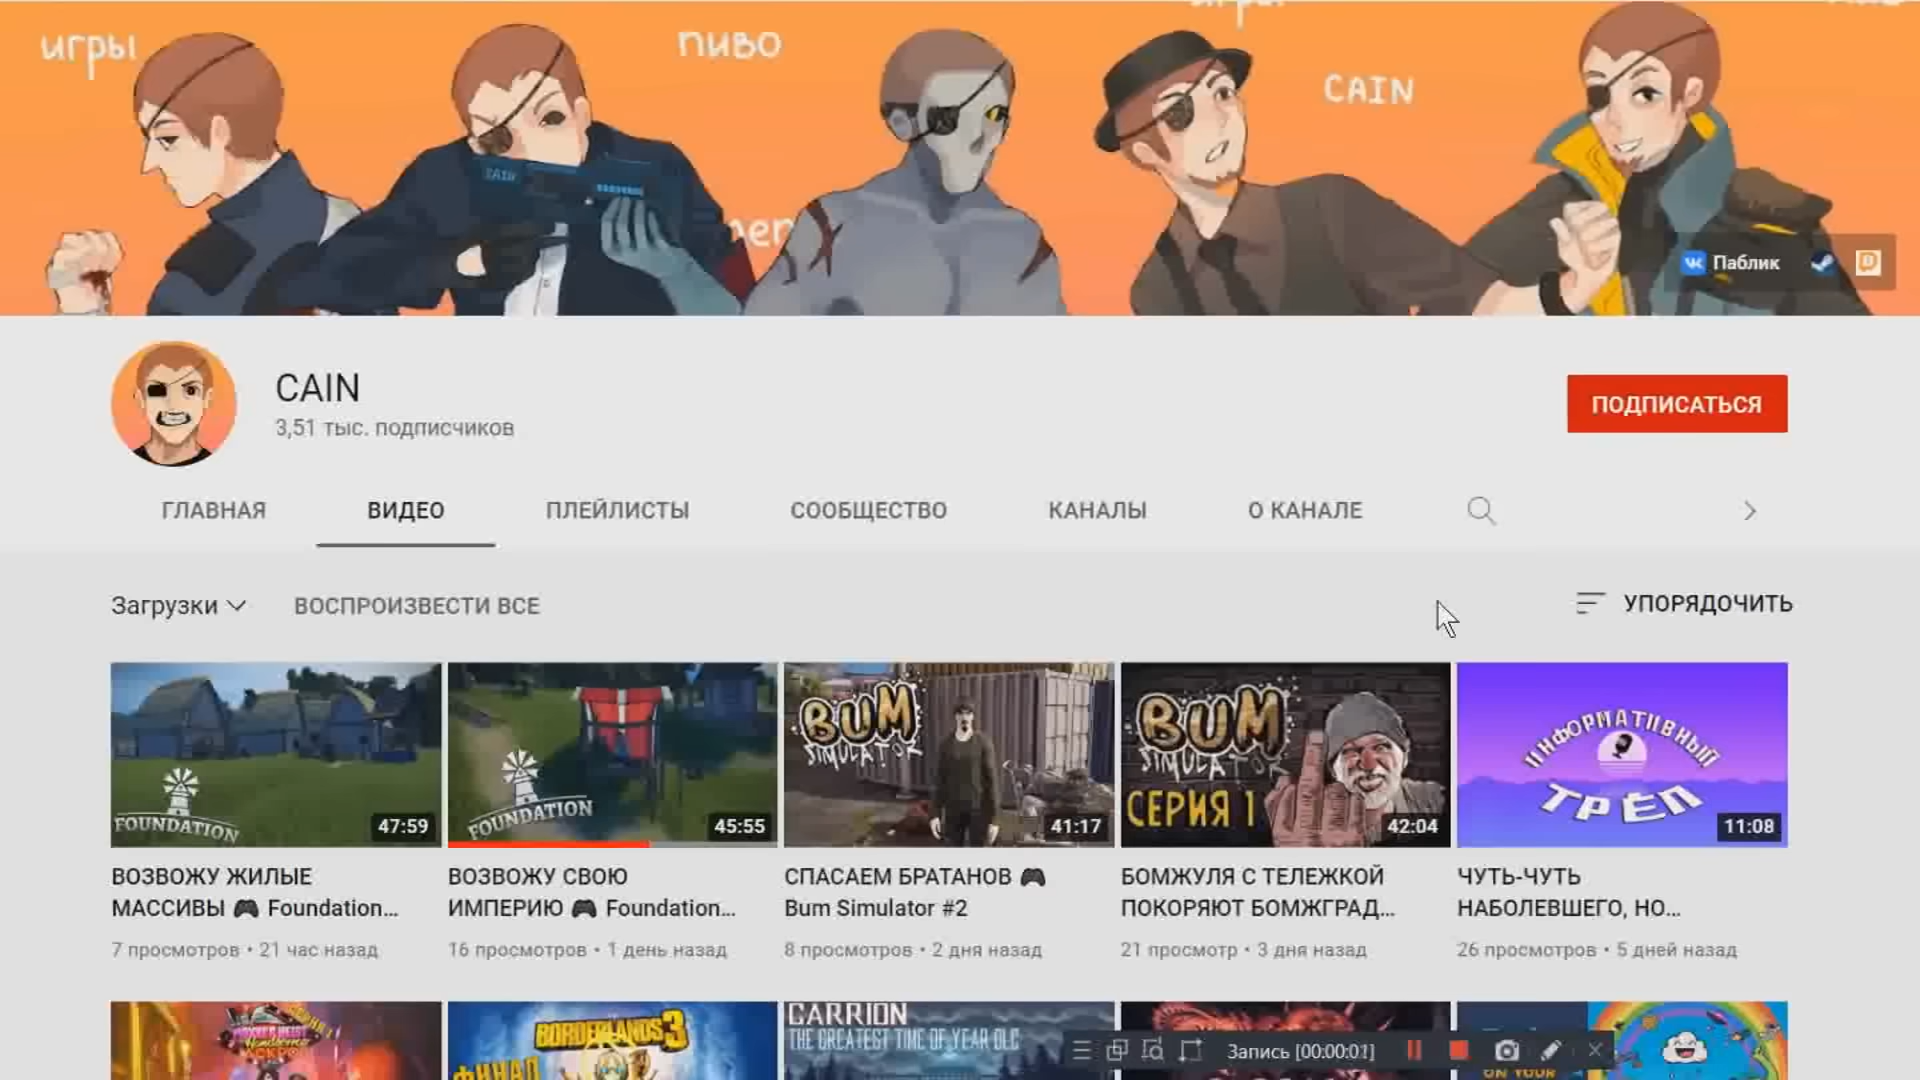 игры
пиво
CAIN
CAIN
Паблик
CAIN
3,51 тыс. подписчиков
ПОДПИСАТЬСЯ
ГЛАВНАЯ
ВИДЕО
ПЛЕЙЛИСТЫ
СООБЩЕСТВО
КАНАЛЫ
О КАНАЛЕ
Загрузки
ВОСПРОИЗВЕСТИ ВСЕ
УПОРЯДОЧИТЬ
FOUNDATION
47:59
FOUNDATION
45:55
BUM
SIMULATOR
41:17
BUM
SIMULATOR
СЕРИЯ 1
42:04
ИНФОРМАТИВНЫЙ
ТРЁП
11:08
ВОЗВОЖУ ЖИЛЫЕ
МАССИВЫ 🎮 Foundation...
7 просмотров • 21 час назад
ВОЗВОЖУ СВОЮ
ИМПЕРИЮ 🎮 Foundation...
16 просмотров • 1 день назад
СПАСАЕМ БРАТАНОВ 🎮
Bum Simulator #2
8 просмотров • 2 дня назад
БОМЖУЛЯ С ТЕЛЕЖКОЙ
ПОКОРЯЮТ БОМЖГРАД...
21 просмотр • 3 дня назад
ЧУТЬ-ЧУТЬ
НАБОЛЕВШЕГО, НО...
26 просмотров • 5 дней назад
BORDERLANDS 3
ФИНАЛ
CARRION
THE GREATEST TIME OF YEAR DLC
Запись [00:00:01]
ON YOUR